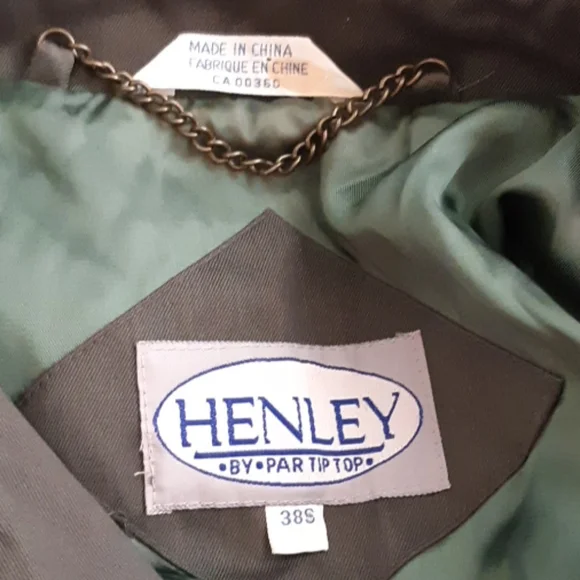 MADE IN CHINA
FABRIQUE EN CHINE
CA 00360
HENLEY
•BY•PAR TIP TOP•
38S